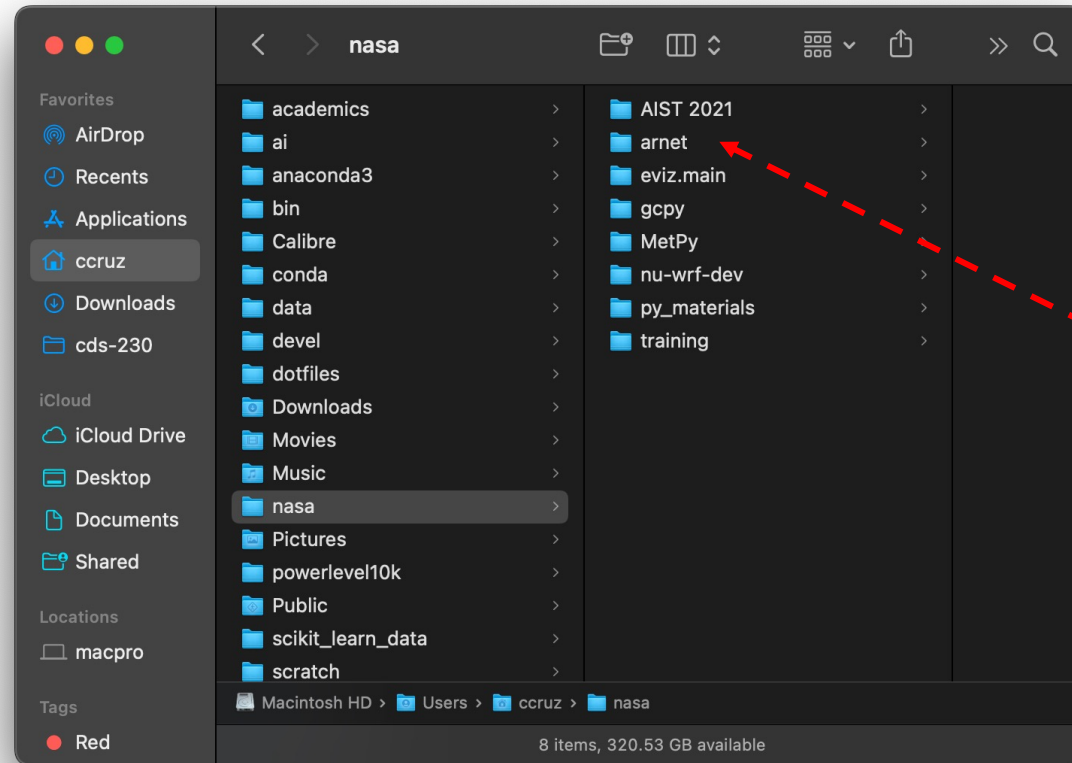 nasa
Favorites
AirDrop
Recents
Applications
ccruz
Downloads
cds-230
iCloud
iCloud Drive
Desktop
Documents
Shared
Locations
macpro
Tags
Red
academics
ai
anaconda3
bin
Calibre
conda
data
devel
dotfiles
Downloads
Movies
Music
nasa
Pictures
powerlevel10k
Public
scikit_learn_data
scratch
AIST 2021
arnet
eviz.main
gcpy
MetPy
nu-wrf-dev
py_materials
training
Macintosh HD › Users › ccruz › nasa
8 items, 320.53 GB available